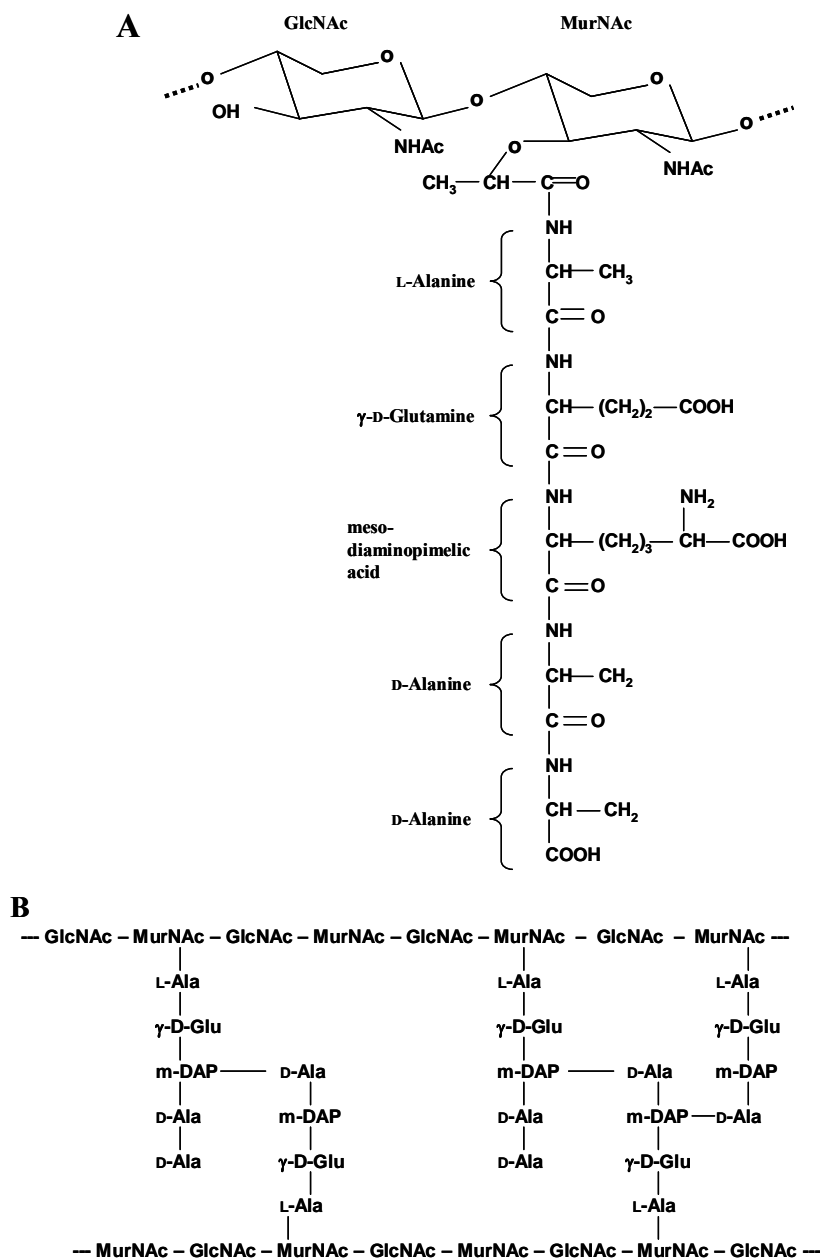 A
GlcNAc MurNAc
O O O O O
OH NHAc O NHAc
CH3 CH C O
NH
L-Alanine CH CH3
C O
NH
γ-D-Glutamine CH (CH2)2 COOH
C O
NH NH2
meso-
diaminopimelic
acid
CH (CH2)3 CH COOH
C O
NH
D-Alanine CH CH2
C O
NH
D-Alanine CH CH2
COOH
B
--- GlcNAc – MurNAc – GlcNAc – MurNAc – GlcNAc – MurNAc – GlcNAc – MurNAc ---
L-Ala L-Ala L-Ala
γ-D-Glu γ-D-Glu γ-D-Glu
m-DAP D-Ala m-DAP D-Ala m-DAP
D-Ala m-DAP D-Ala m-DAP D-Ala
D-Ala γ-D-Glu D-Ala γ-D-Glu
L-Ala L-Ala
--- MurNAc – GlcNAc – MurNAc – GlcNAc – MurNAc – GlcNAc – MurNAc – GlcNAc ---